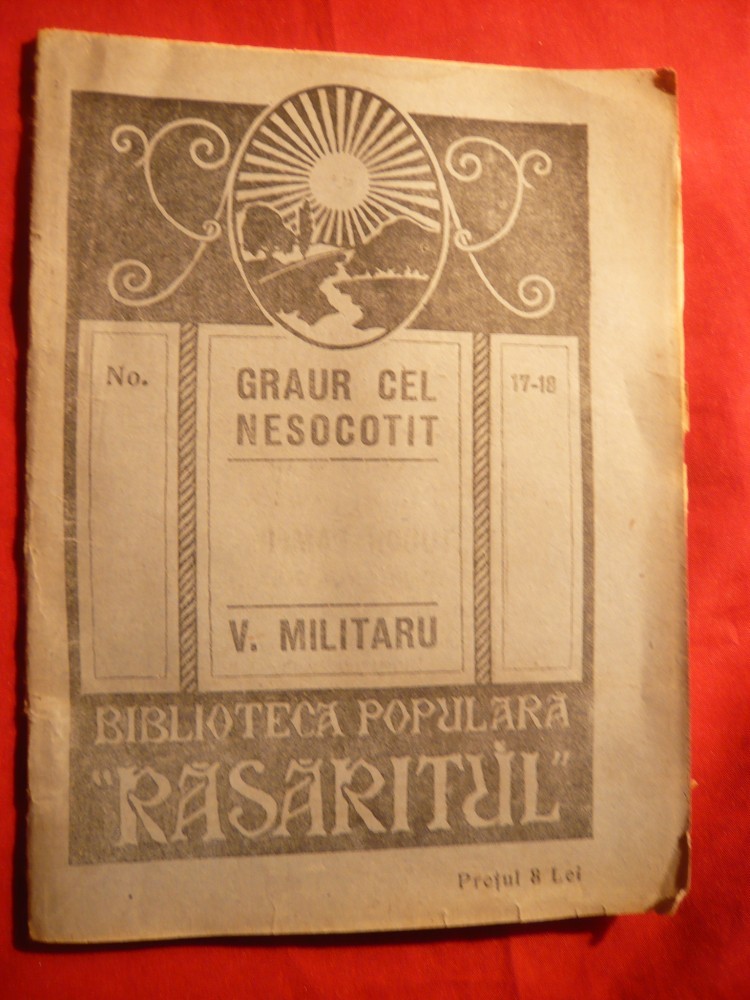 No.
GRAUR CEL
NESOCOTIT
17-18
V. MILITARU
BIBLIOTECA POPULARĂ
"RĂSĂRITUL"
Prețul 8 Lei